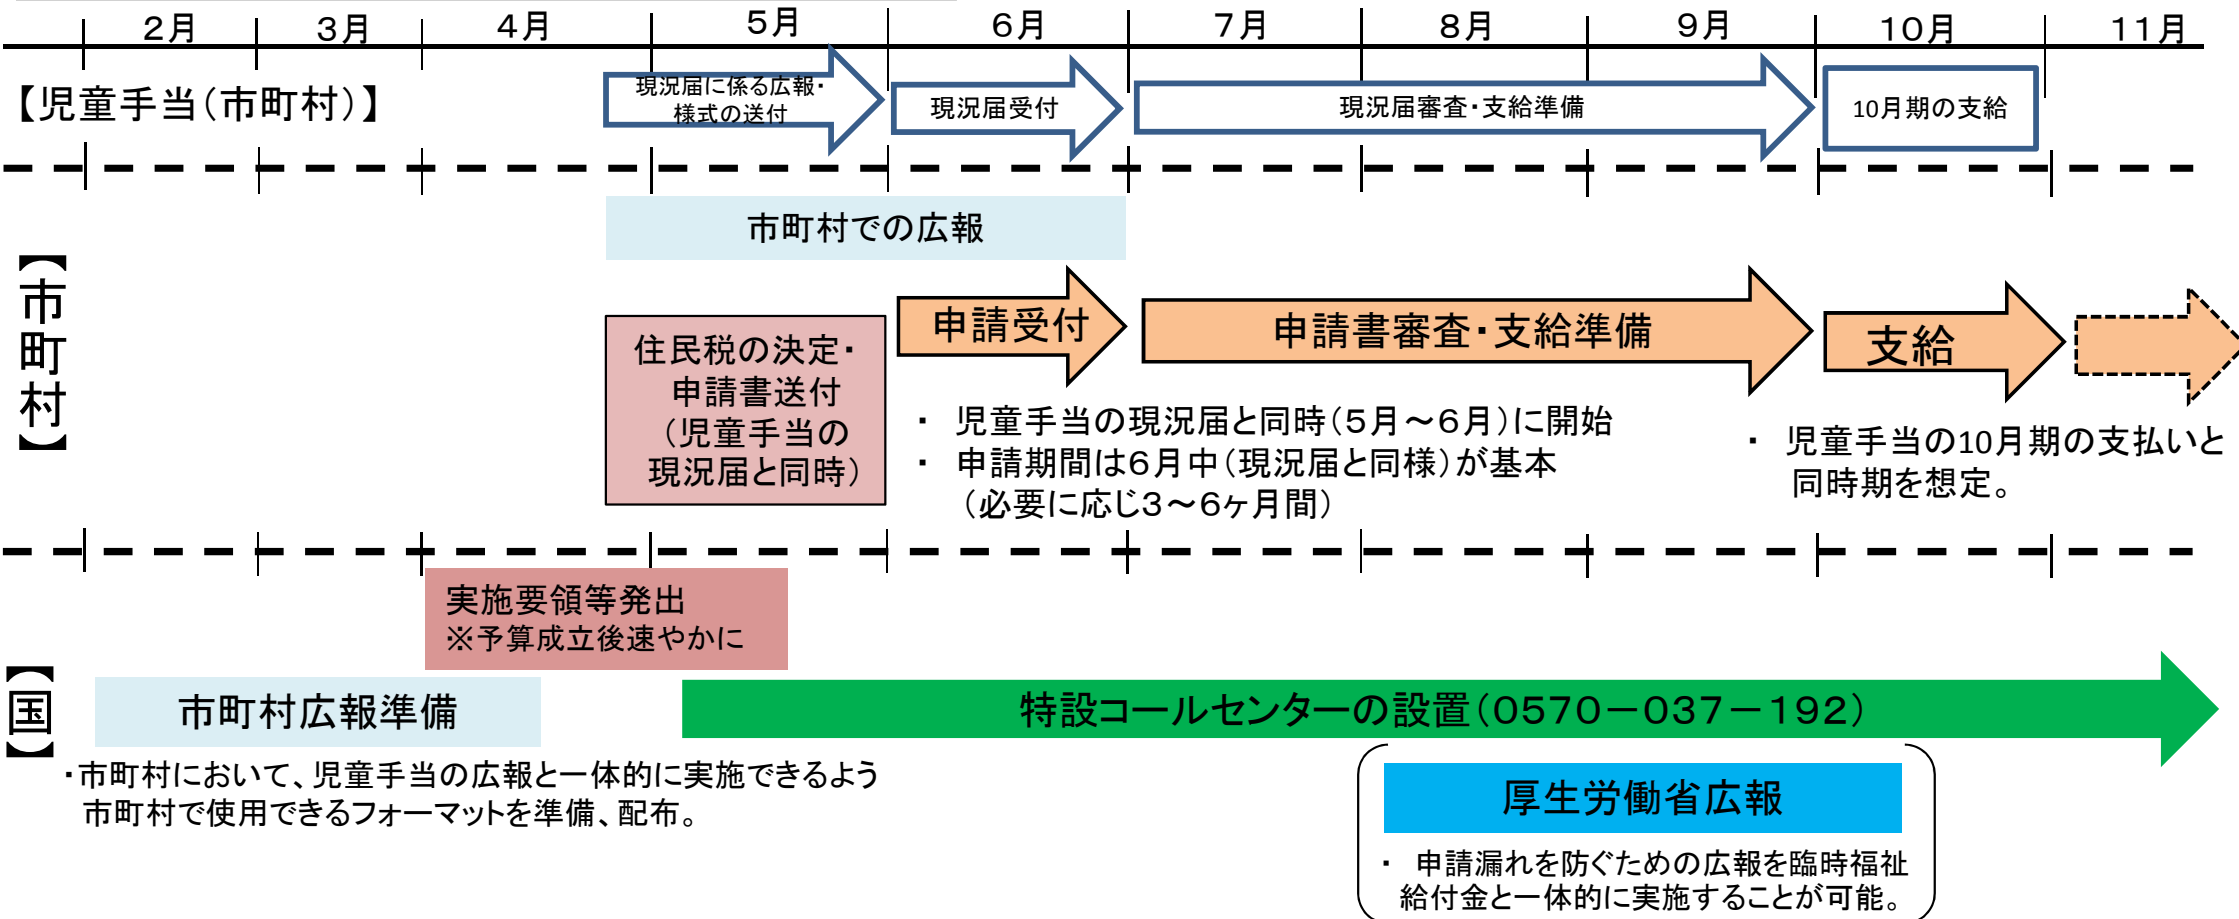 2月
3月
4月
5月
6月
7月
8月
9月
10月
11月
【児童手当(市町村)】
現況届に係る広報・
様式の送付
現況届受付
現況届審査・支給準備
10月期の支給
【市町村】
市町村での広報
住民税の決定・
申請書送付
(児童手当の
現況届と同時)
申請受付
申請書審査・支給準備
支給
・ 児童手当の現況届と同時(5月~6月)に開始
・ 申請期間は6月中(現況届と同様)が基本
(必要に応じ3~6ヶ月間)
・ 児童手当の10月期の支払いと
同時期を想定。
【国】
実施要領等発出
※予算成立後速やかに
市町村広報準備
・市町村において、児童手当の広報と一体的に実施できるよう
市町村で使用できるフォーマットを準備、配布。
特設コールセンターの設置(0570-037-192)
厚生労働省広報
・ 申請漏れを防ぐための広報を臨時福祉
給付金と一体的に実施することが可能。